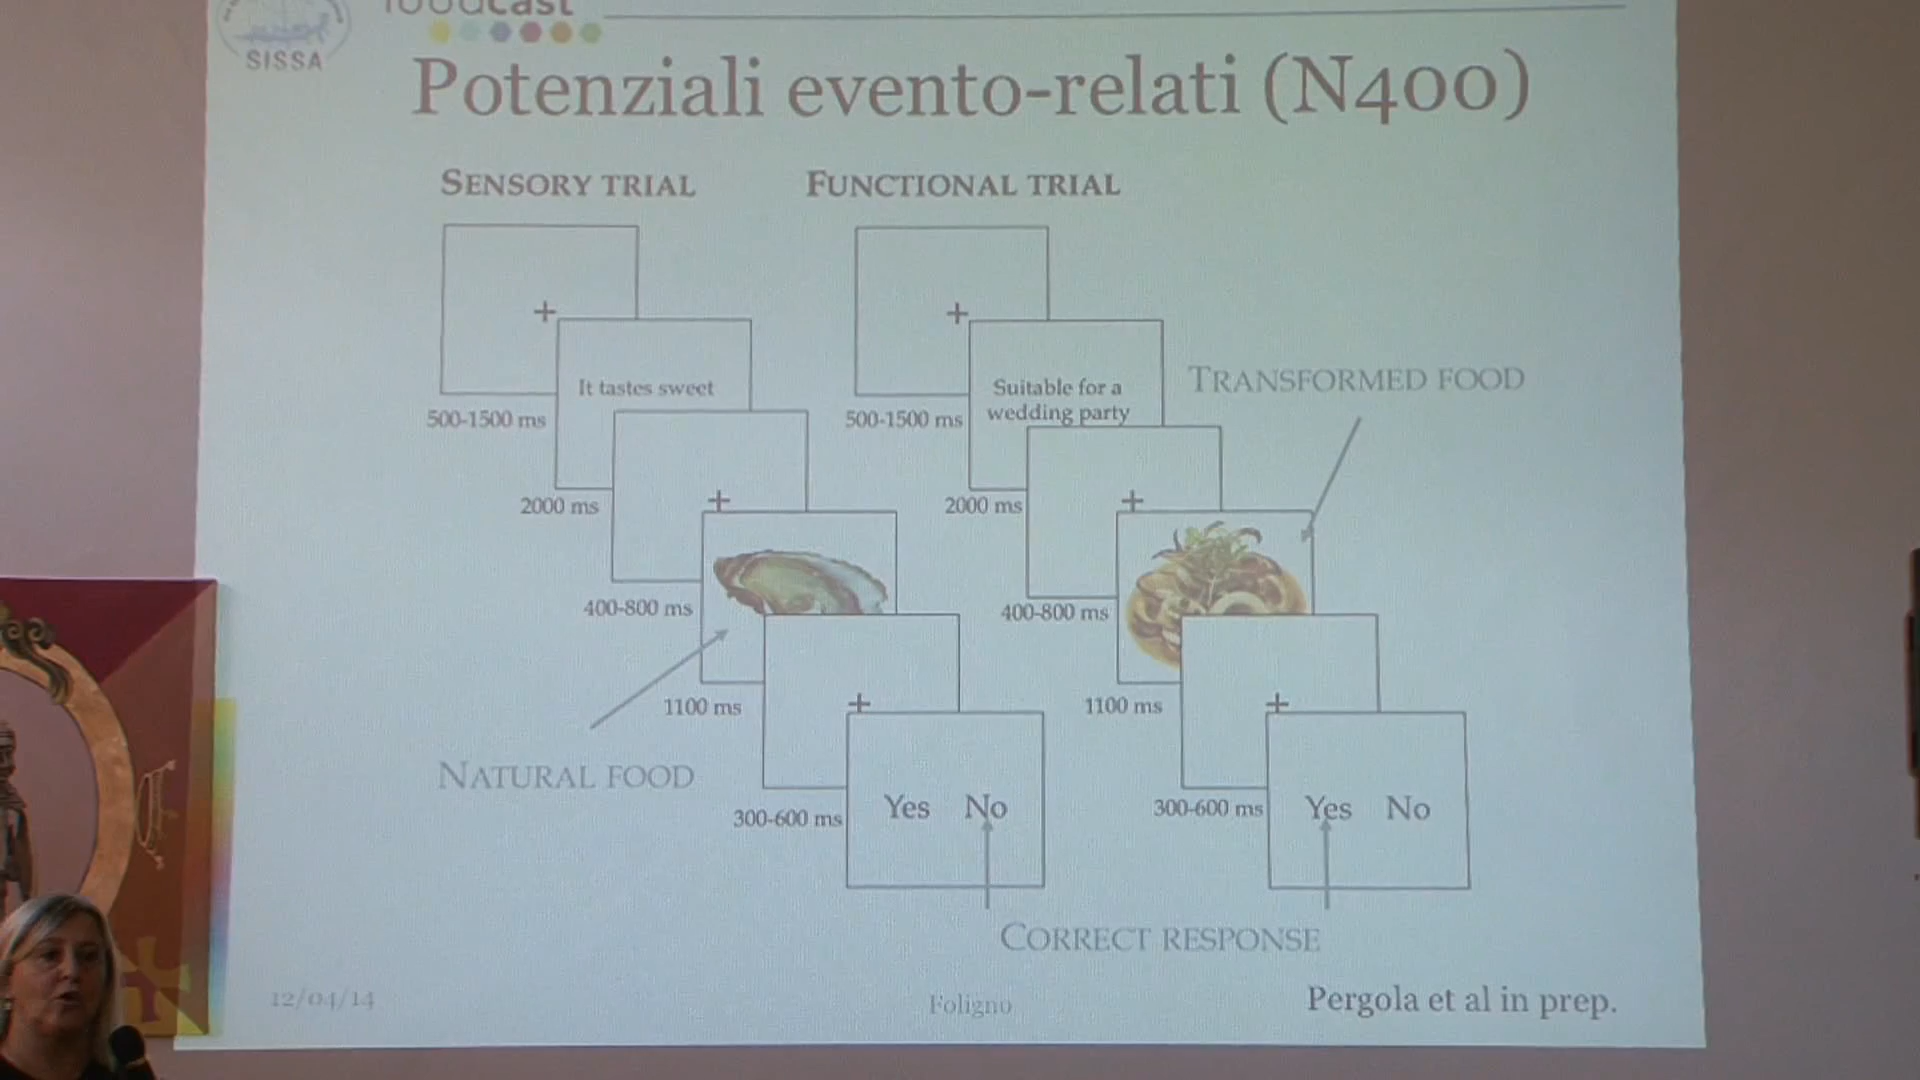 SISSA
foodcast
Potenziali evento-relati (N400)
SENSORY TRIAL
FUNCTIONAL TRIAL
+
+
It tastes sweet
Suitable for a
wedding party
TRANSFORMED FOOD
500-1500 ms
500-1500 ms
+
+
2000 ms
2000 ms
400-800 ms
400-800 ms
1100 ms
1100 ms
+
+
NATURAL FOOD
Yes No
Yes No
300-600 ms
300-600 ms
CORRECT RESPONSE
12/04/14
Foligno
Pergola et al in prep.